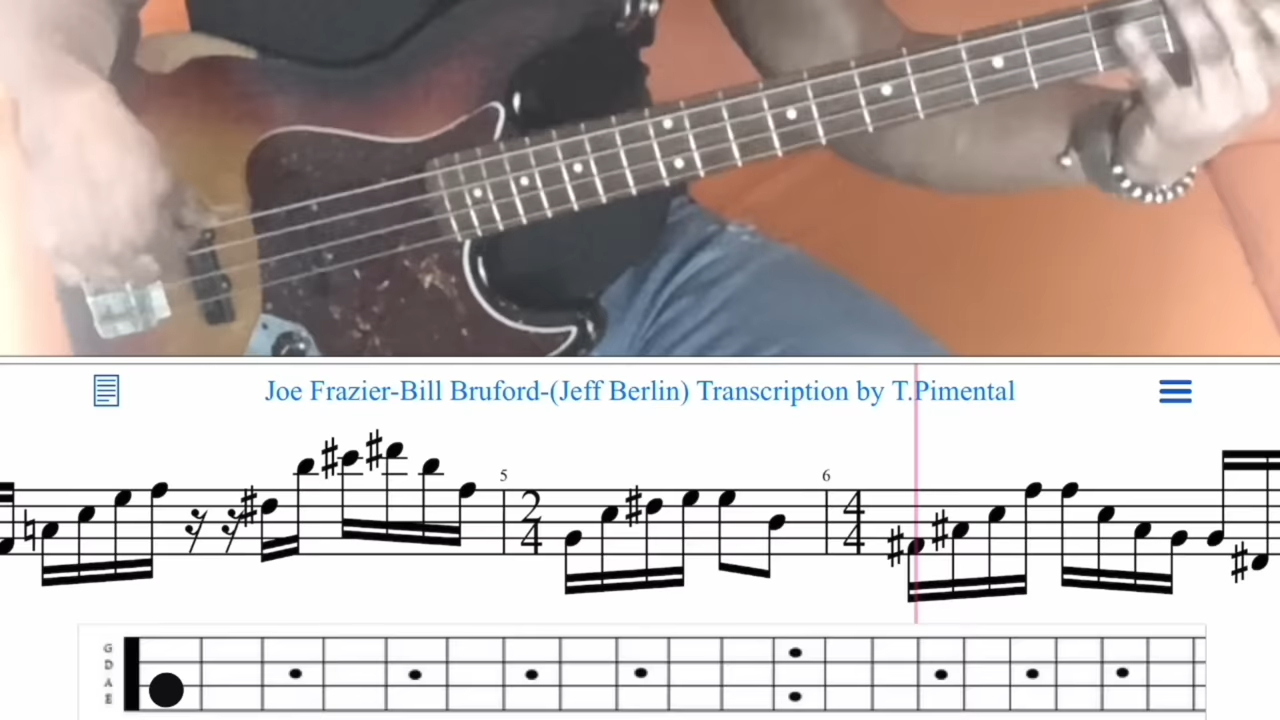 Joe Frazier-Bill Bruford-(Jeff Berlin) Transcription by T.Pimental
5
6
2
4
4
4
G
D
A
E